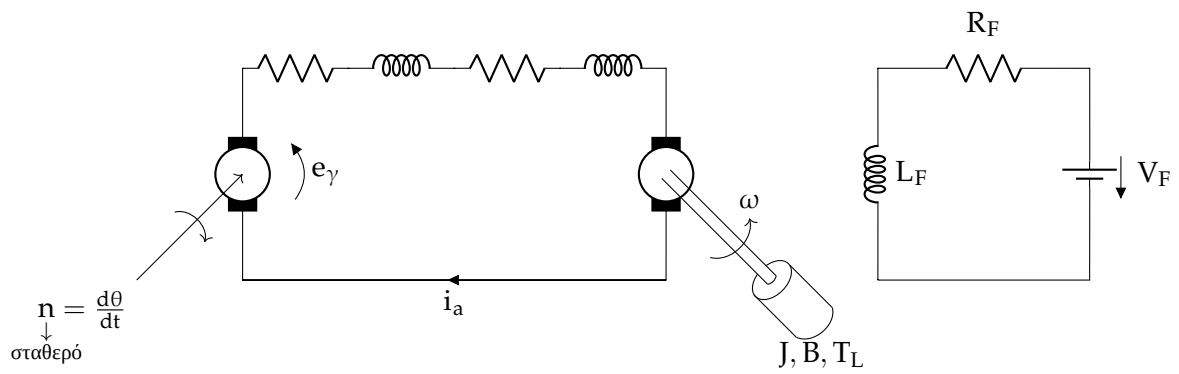 R_F
e_γ
L_F
V_F
ω
n = dθ/dt
i_a
σταθερό
J, B, T_L